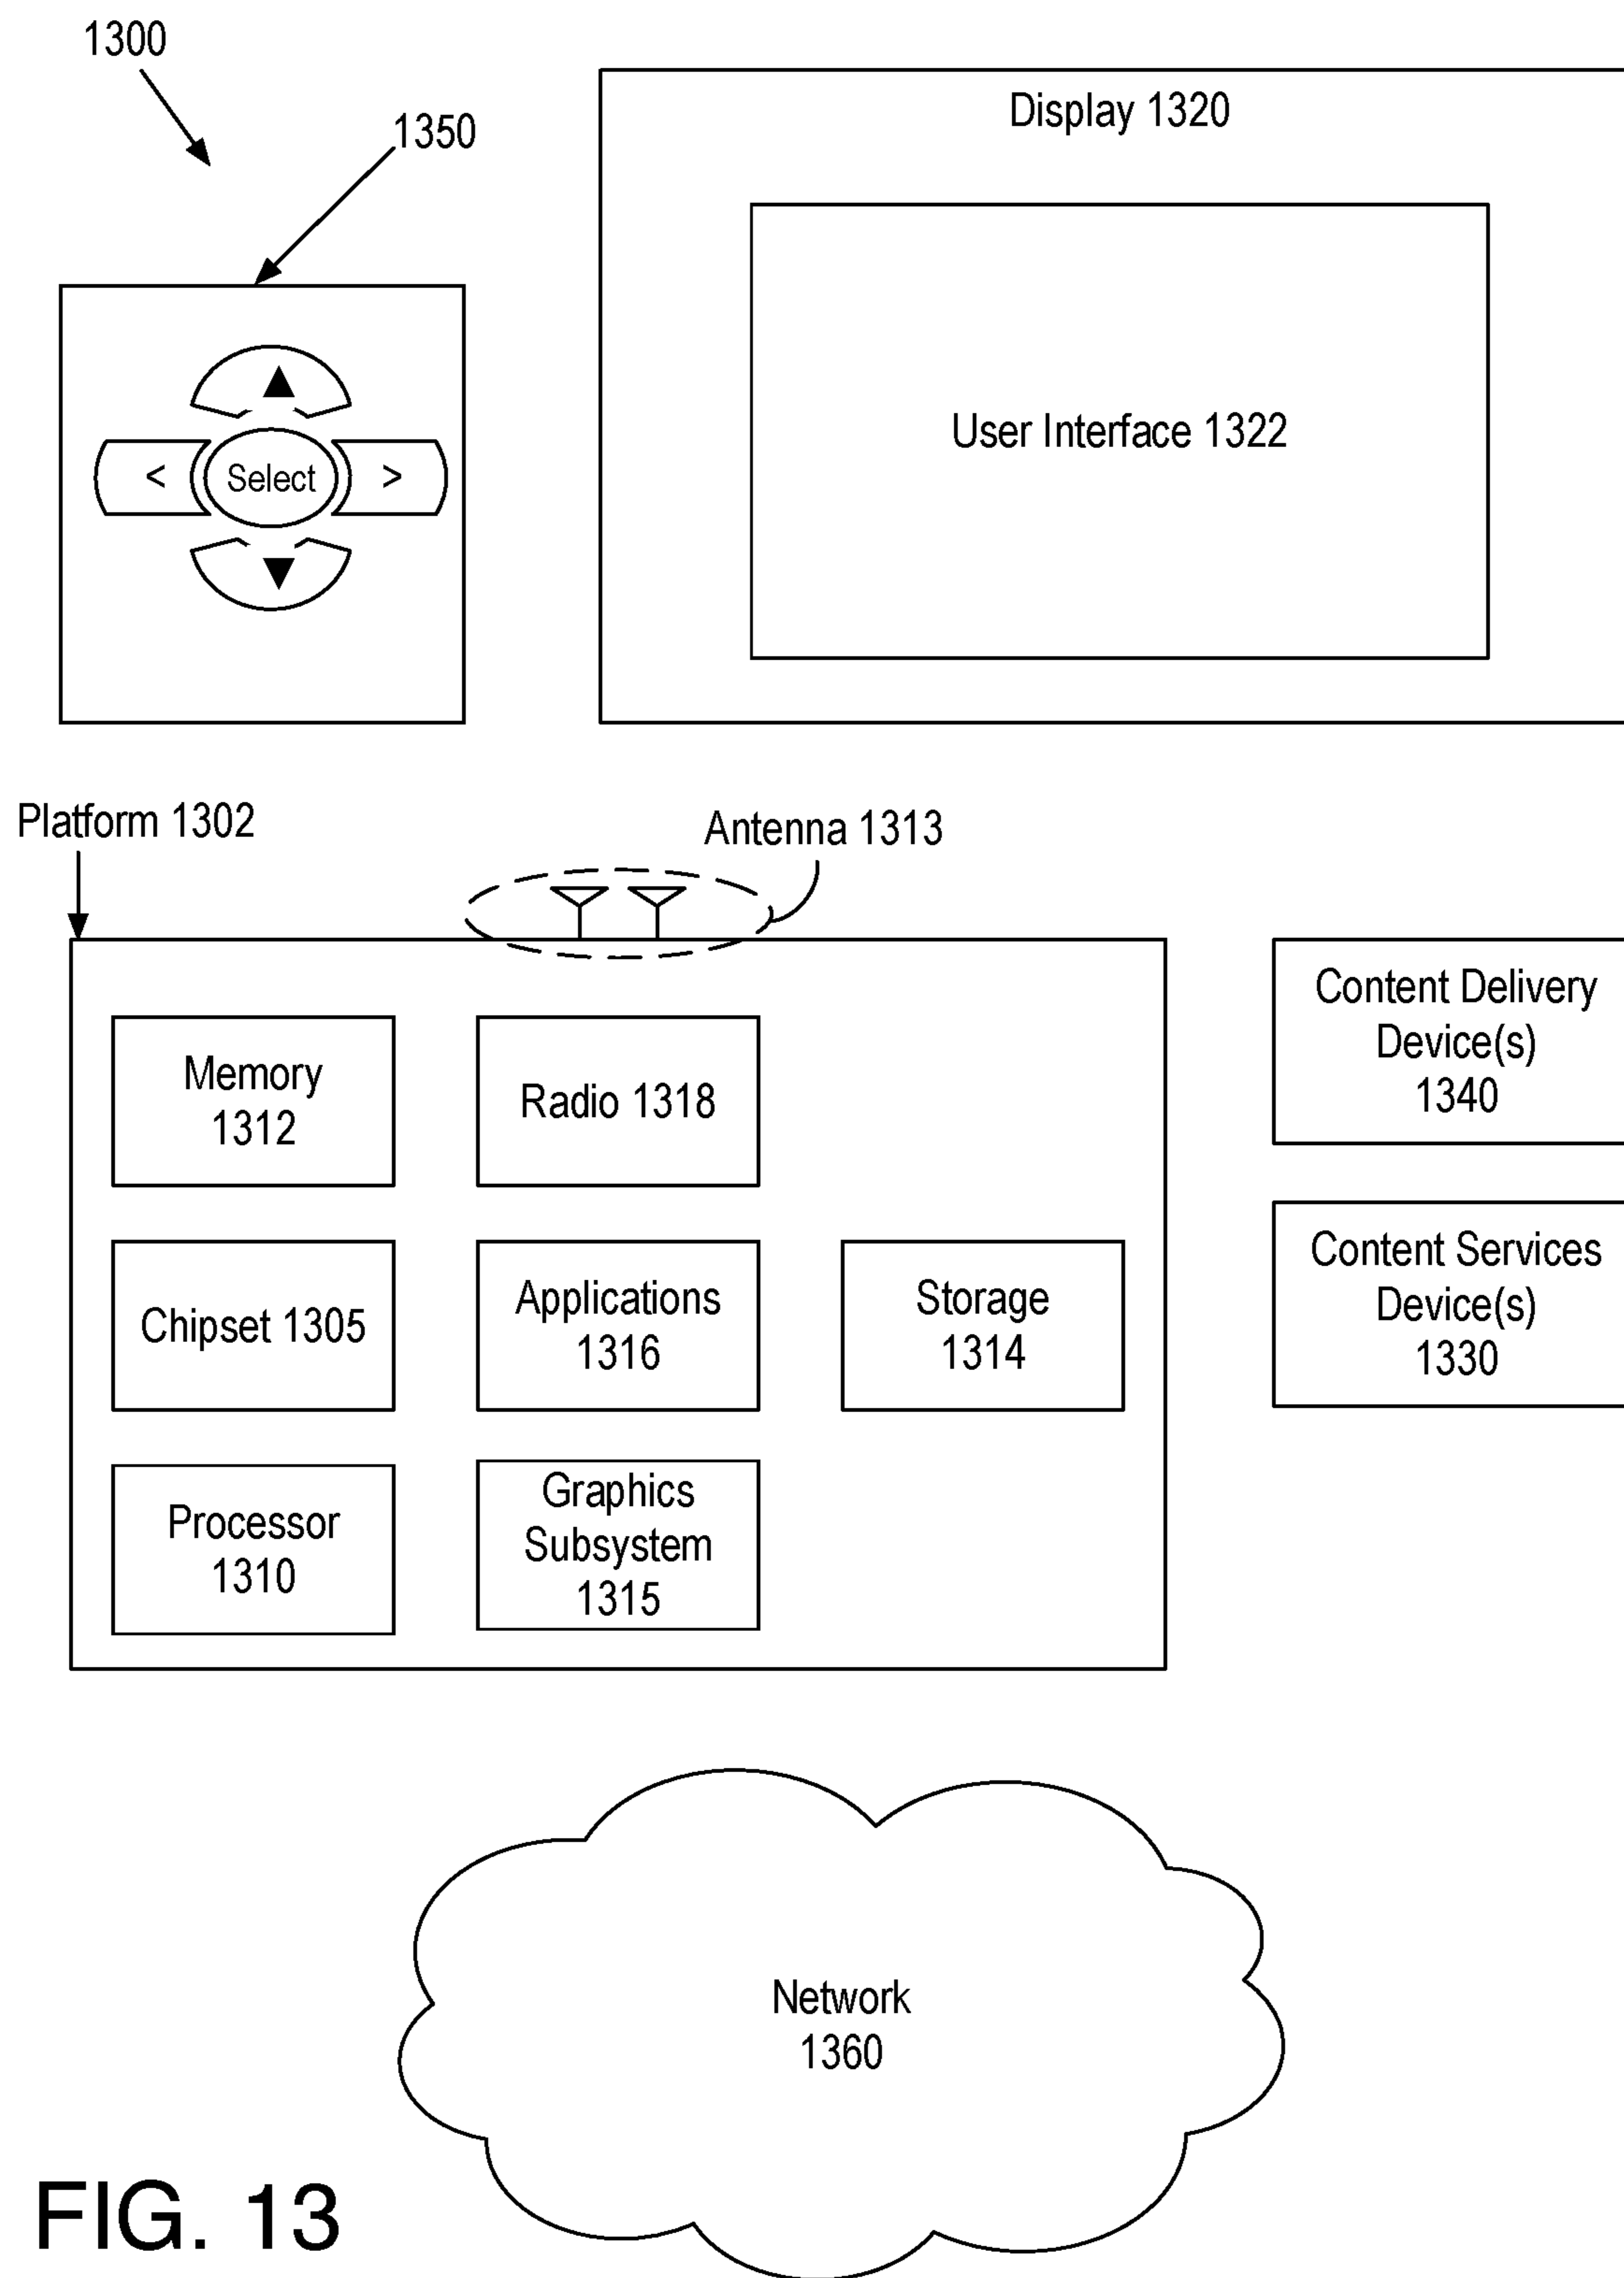 1300
1350
Display 1320
User Interface 1322
<
Select
>
Platform 1302
Antenna 1313
Memory
1312
Radio 1318
Content Delivery
Device(s)
1340
Chipset 1305
Applications
1316
Storage
1314
Content Services
Device(s)
1330
Processor
1310
Graphics
Subsystem
1315
Network
1360
FIG. 13